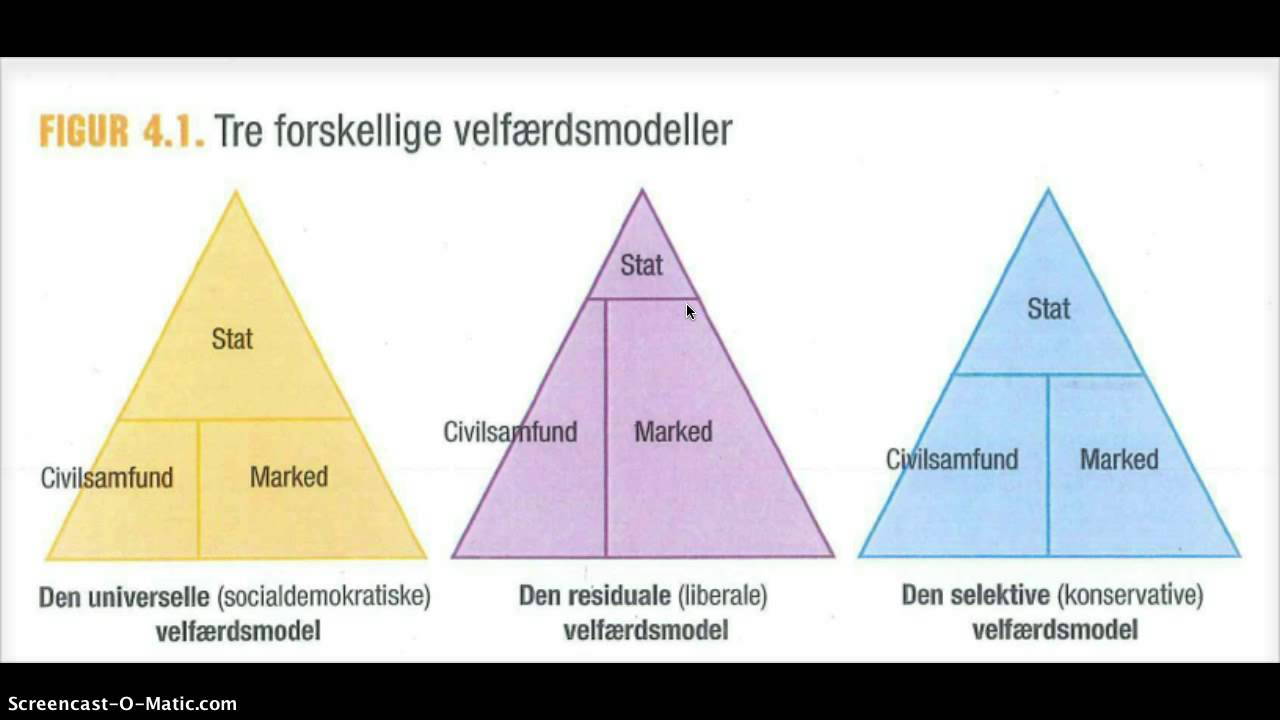 FIGUR 4.1. Tre forskellige velfærdsmodeller
Stat
Civilsamfund
Marked
Den universelle (socialdemokratiske)
velfærdsmodel
Stat
Civilsamfund
Marked
Den residuale (liberale)
velfærdsmodel
Stat
Civilsamfund
Marked
Den selektive (konservative)
velfærdsmodel
Screencast-O-Matic.com